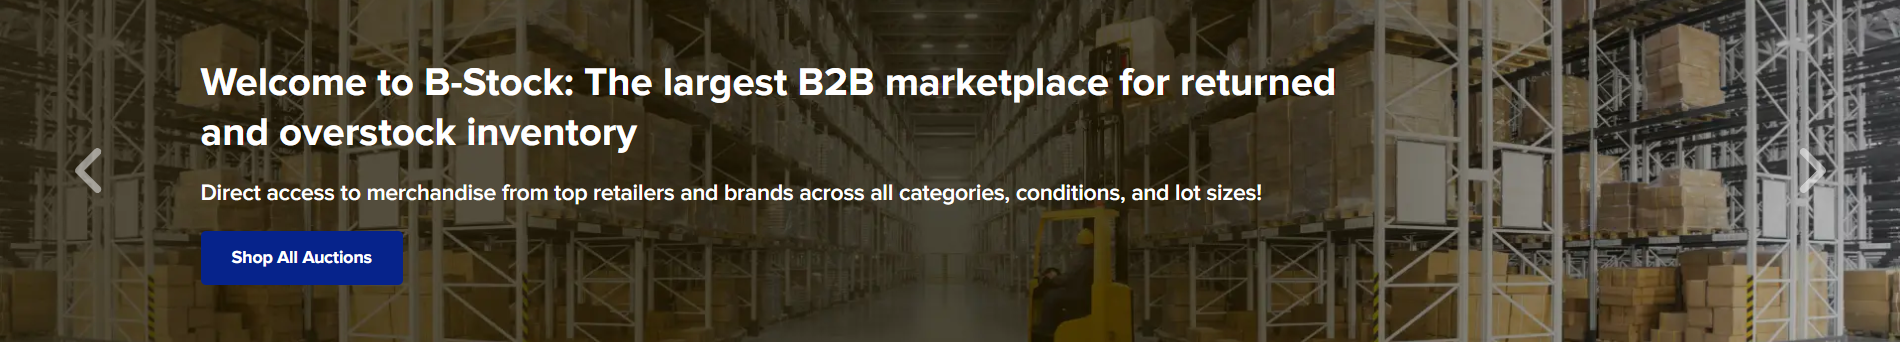 Welcome to B-Stock: The largest B2B marketplace for returned
and overstock inventory
Direct access to merchandise from top retailers and brands across all categories, conditions, and lot sizes!
Shop All Auctions